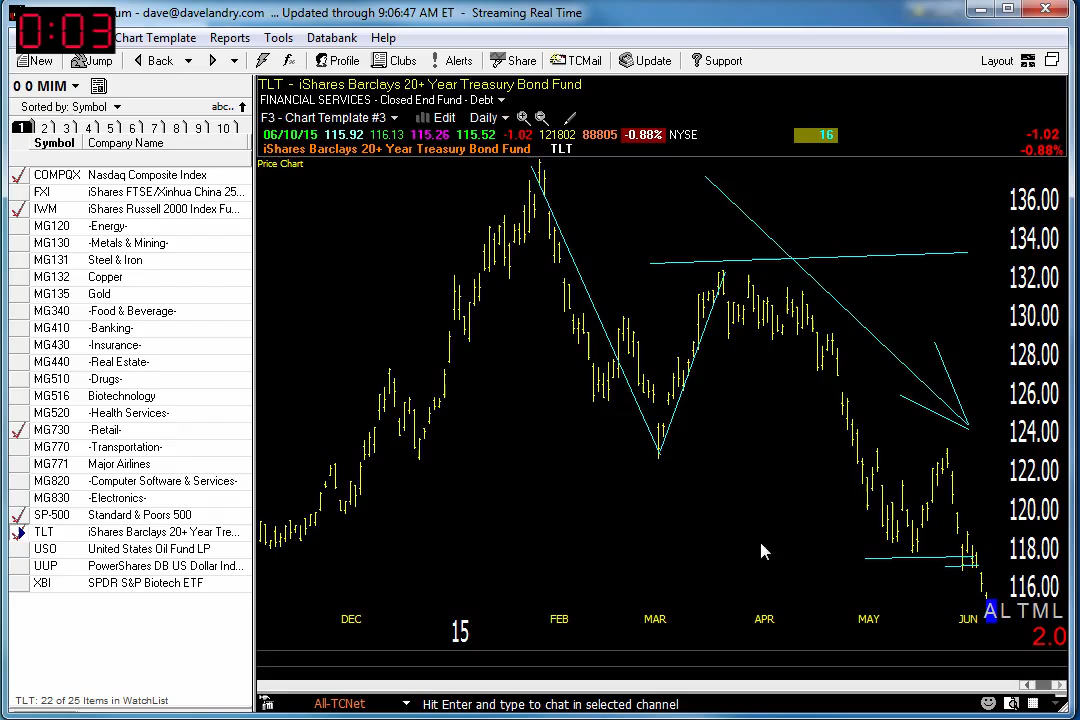 um - dave@davelandry.com ... Updated through 9:06:47 AM ET - Streaming Real Time
0:03
Chart Template Reports Tools Databank Help
New Jump Back Profile Clubs Alerts Share TCMail Update Support Layout
0 0 MIM
Sorted by: Symbol abc..
1 2 3 4 5 6 7 8 9 10
Symbol Company Name
COMPQX Nasdaq Composite Index
FXI iShares FTSE/Xinhua China 25...
IWM iShares Russell 2000 Index Fu...
MG120 -Energy-
MG130 -Metals & Mining-
MG131 Steel & Iron
MG132 Copper
MG135 Gold
MG340 -Food & Beverage-
MG410 -Banking-
MG430 -Insurance-
MG440 -Real Estate-
MG510 -Drugs-
MG516 Biotechnology
MG520 -Health Services-
MG730 -Retail-
MG770 -Transportation-
MG771 Major Airlines
MG820 -Computer Software & Services-
MG830 -Electronics-
SP-500 Standard & Poors 500
TLT iShares Barclays 20+ Year Tre...
USO United States Oil Fund LP
UUP PowerShares DB US Dollar Ind...
XBI SPDR S&P Biotech ETF
TLT: 22 of 25 Items in WatchList
TLT - iShares Barclays 20+ Year Treasury Bond Fund
FINANCIAL SERVICES - Closed End Fund - Debt
F3 - Chart Template #3 Edit Daily
06/10/15 115.92 116.13 115.26 115.52 -1.02 121802 88805 -0.88% NYSE 16 -1.02
iShares Barclays 20+ Year Treasury Bond Fund TLT -0.88%
Price Chart
136.00
134.00
132.00
130.00
128.00
126.00
124.00
122.00
120.00
118.00
116.00
A L T M L
DEC 15 FEB MAR APR MAY JUN
2.0
All-TCNet Hit Enter and type to chat in selected channel